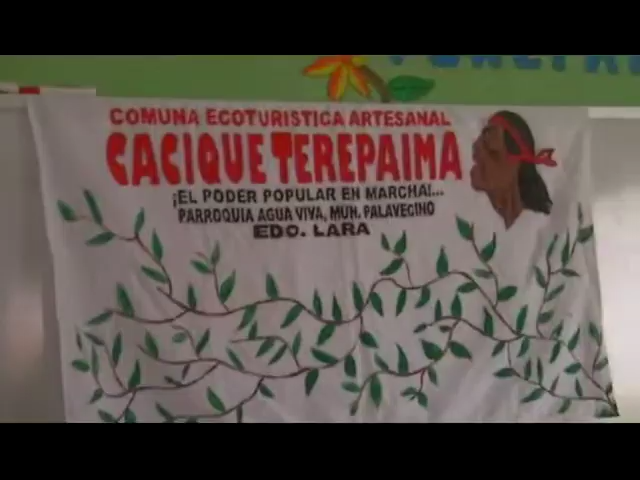 COMUNA ECOTURISTICA ARTESANAL
CACIQUE TEREPAIMA
¡EL PODER POPULAR EN MARCHA!...
PARROQUIA AGUA VIVA, MUN. PALAVECINO
EDO. LARA